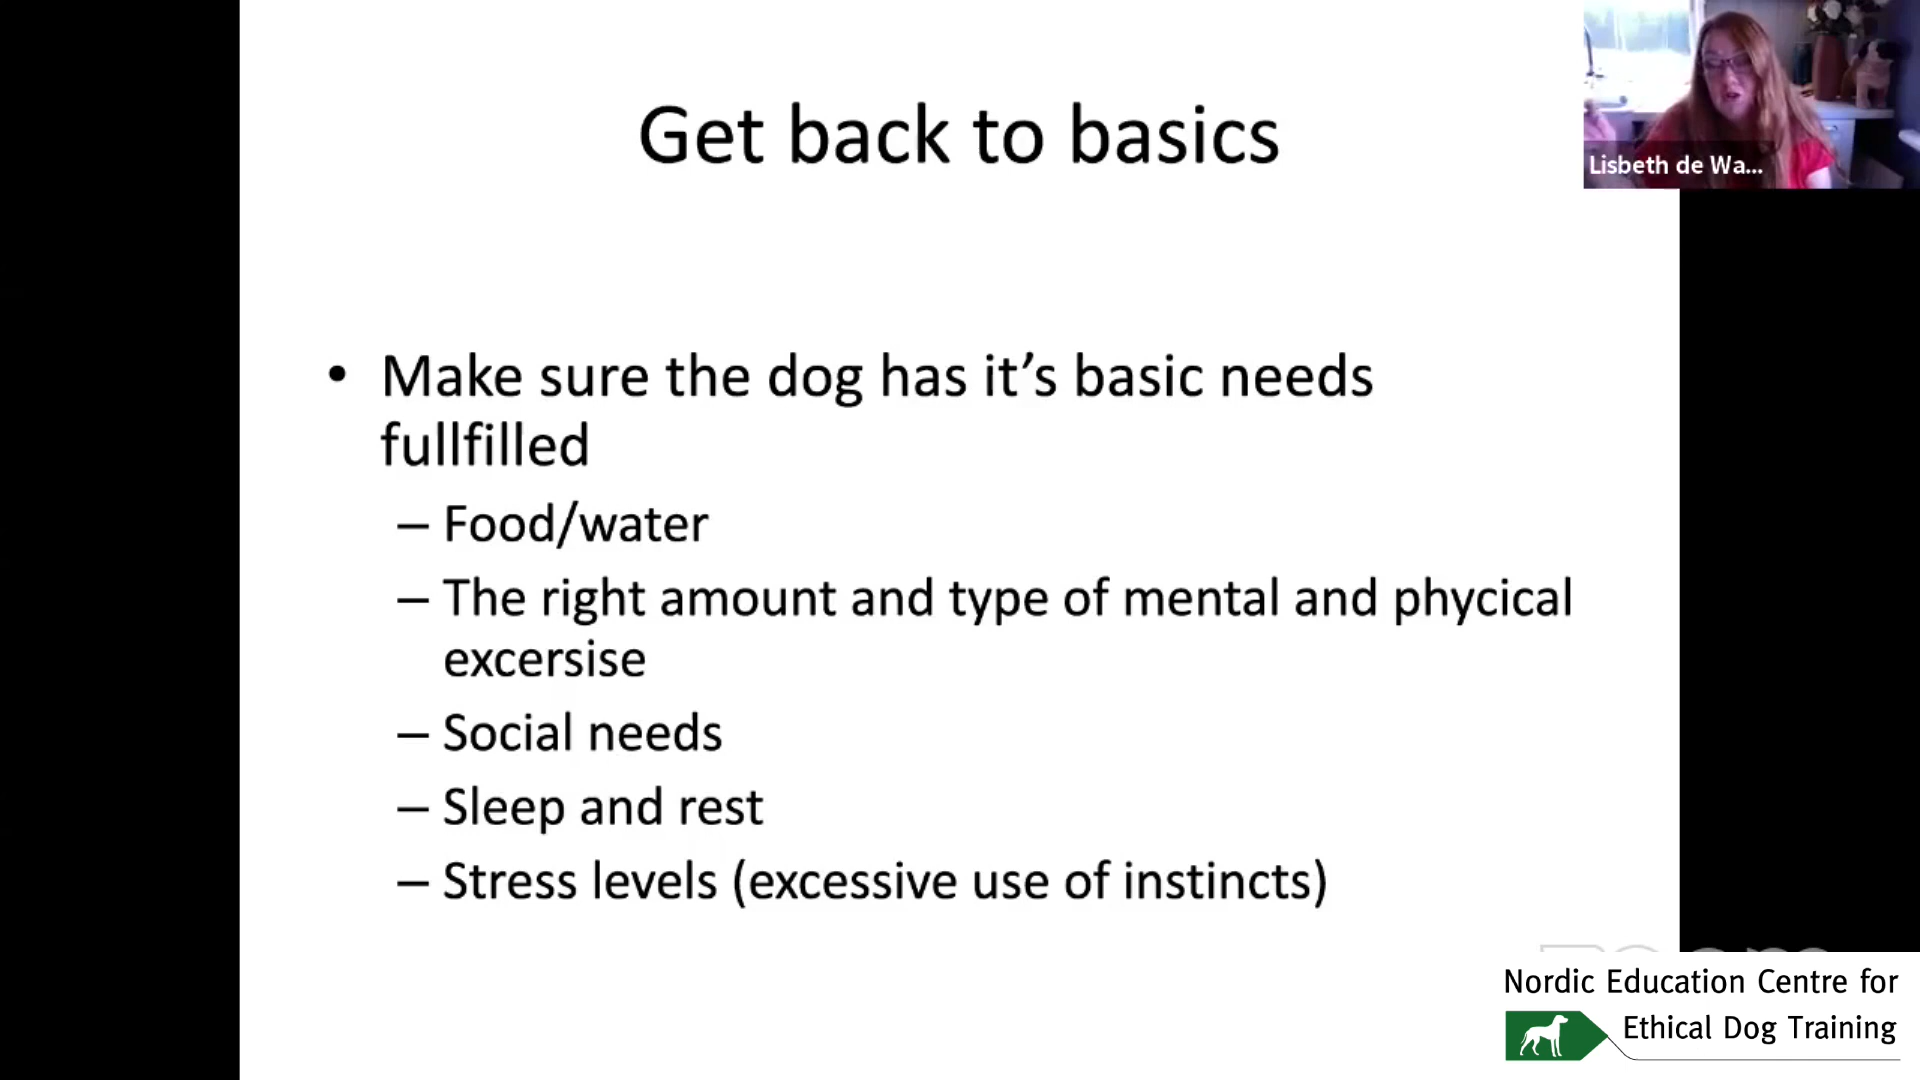 Get back to basics
Lisbeth de Wa...
• Make sure the dog has it’s basic needs
fullfilled
– Food/water
– The right amount and type of mental and phycical
excersise
– Social needs
– Sleep and rest
– Stress levels (excessive use of instincts)
zoom
Nordic Education Centre for
Ethical Dog Training